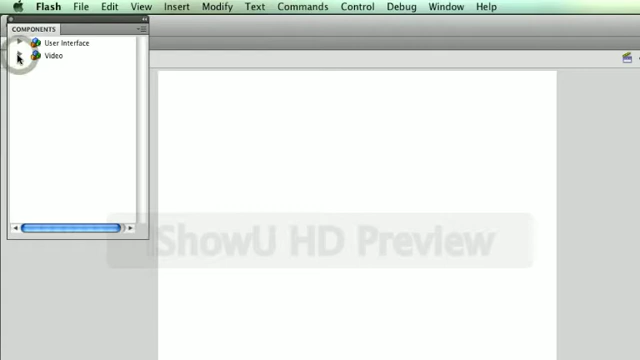 Flash File Edit View Insert Modify Text Commands Control Debug Window Help
COMPONENTS
User Interface
Video
iShowU HD Preview